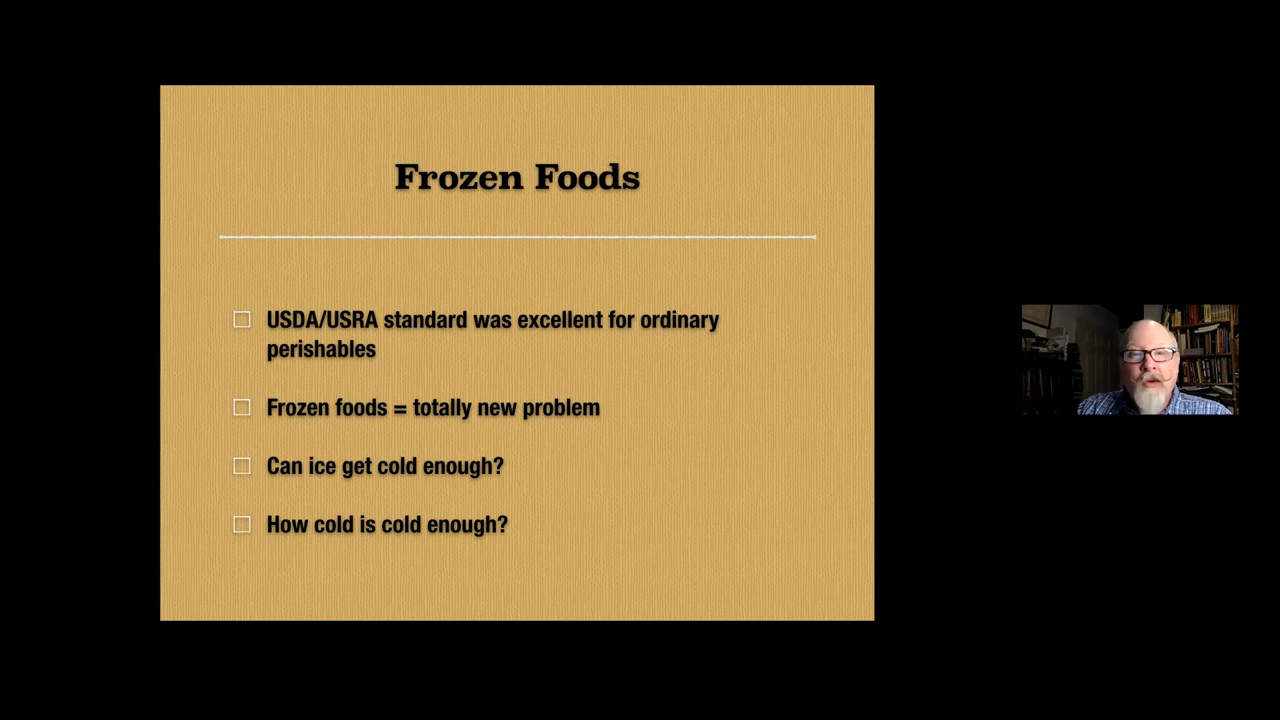 Frozen Foods
USDA/USRA standard was excellent for ordinary
perishables
Frozen foods = totally new problem
Can ice get cold enough?
How cold is cold enough?